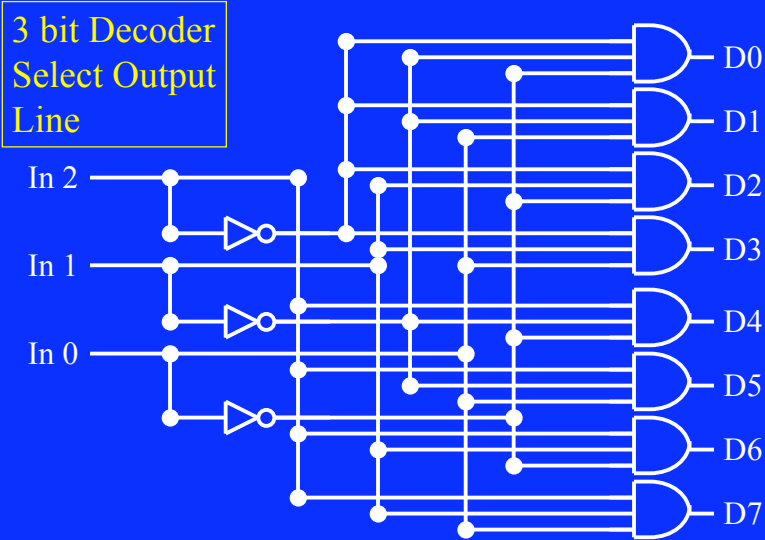 3 bit Decoder
Select Output
Line
D0
D1
In 2
D2
D3
In 1
D4
In 0
D5
D6
D7